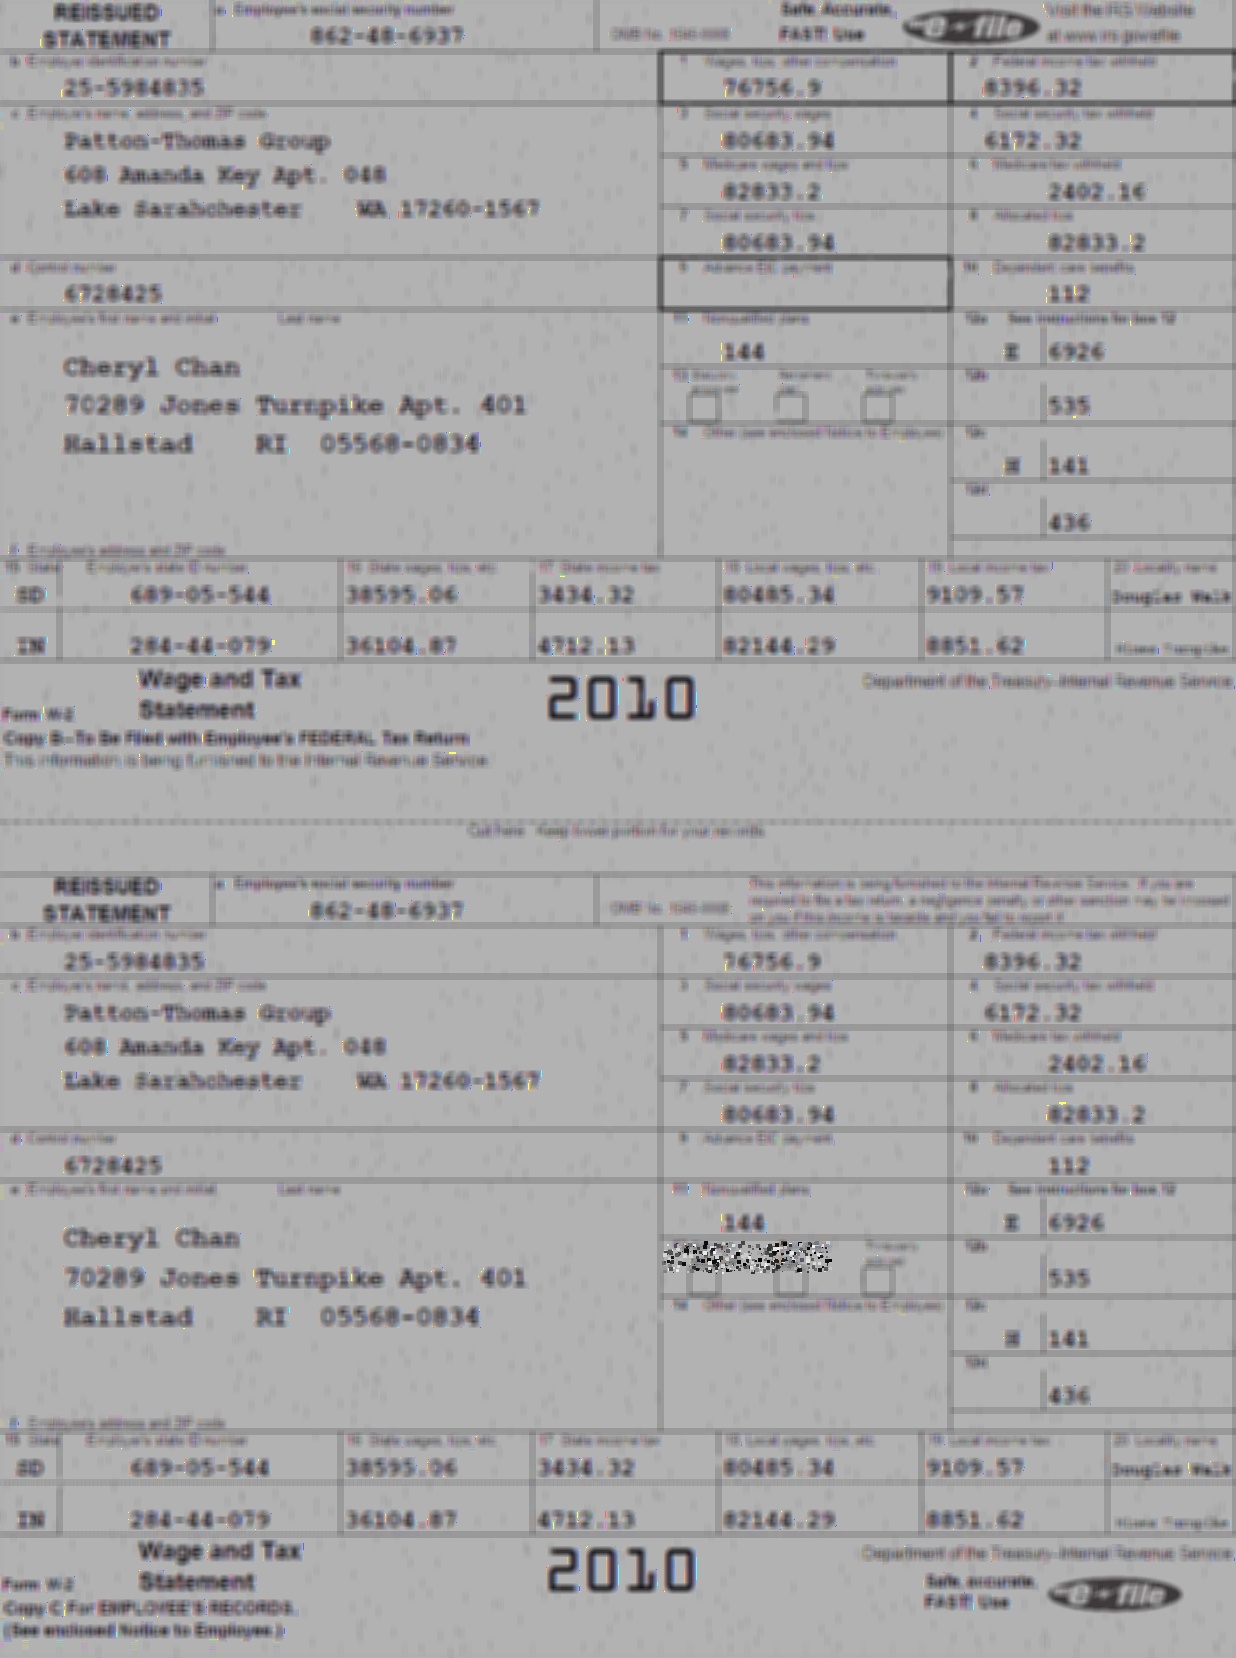 REISSUED STATEMENT
a Employee's social security number
862-48-6937
OMB No. 1545-0008
Safe, Accurate, FAST! Use
e-file
Visit the IRS Website at www.irs.gov/efile
b Employer identification number
25-5984835
1 Wages, tips, other compensation
76756.9
2 Federal income tax withheld
8396.32
c Employer's name, address, and ZIP code
Patton-Thomas Group
608 Amanda Key Apt. 048
Lake Sarahchester WA 17260-1567
3 Social security wages
80683.94
4 Social security tax withheld
6172.32
5 Medicare wages and tips
82833.2
6 Medicare tax withheld
2402.16
7 Social security tips
80683.94
8 Allocated tips
82833.2
d Control number
6728425
9 Advance EIC payment
10 Dependent care benefits
112
e Employee's first name and initial Last name
Cheryl Chan
70289 Jones Turnpike Apt. 401
Hallstad RI 05568-0834
11 Nonqualified plans
144
12a See instructions for box 12
E 6926
13
12b
535
14 Other (see enclosed Notice to Employee)
12c
H 141
12d
436
f Employee's address and ZIP code
15 State Employer's state ID number 16 State wages, tips, etc. 17 State income tax 18 Local wages, tips, etc. 19 Local income tax 20 Locality name
SD 689-05-544 38595.06 3434.32 80485.34 9109.57 Douglas Walk
IN 284-44-079 36104.87 4712.13 82144.29 8851.62
Form W-2 Wage and Tax Statement 2010 Department of the Treasury-Internal Revenue Service
Copy B-To Be Filed with Employee's FEDERAL Tax Return
This information is being furnished to the Internal Revenue Service.
Cut here. Keep lower portion for your records.
REISSUED STATEMENT
a Employee's social security number
862-48-6937
OMB No. 1545-0008
This information is being furnished to the Internal Revenue Service. If you are
required to file a tax return, a negligence penalty or other sanction may be imposed
on you if this income is taxable and you fail to report it.
b Employer identification number
25-5984835
1 Wages, tips, other compensation
76756.9
2 Federal income tax withheld
8396.32
c Employer's name, address, and ZIP code
Patton-Thomas Group
608 Amanda Key Apt. 048
Lake Sarahchester WA 17260-1567
3 Social security wages
80683.94
4 Social security tax withheld
6172.32
5 Medicare wages and tips
82833.2
6 Medicare tax withheld
2402.16
7 Social security tips
80683.94
8 Allocated tips
82833.2
d Control number
6728425
9 Advance EIC payment
10 Dependent care benefits
112
e Employee's first name and initial Last name
Cheryl Chan
70289 Jones Turnpike Apt. 401
Hallstad RI 05568-0834
11 Nonqualified plans
144
12a See instructions for box 12
E 6926
12b
535
14 Other (see enclosed Notice to Employee)
12c
H 141
12d
436
f Employee's address and ZIP code
15 State Employer's state ID number 16 State wages, tips, etc. 17 State income tax 18 Local wages, tips, etc. 19 Local income tax 20 Locality name
SD 689-05-544 38595.06 3434.32 80485.34 9109.57 Douglas Walk
IN 284-44-079 36104.87 4712.13 82144.29 8851.62
Form W-2 Wage and Tax Statement 2010 Department of the Treasury-Internal Revenue Service
Copy C For EMPLOYEE'S RECORDS.
(See enclosed Notice to Employee.)
Safe, accurate, FAST! Use
e-file